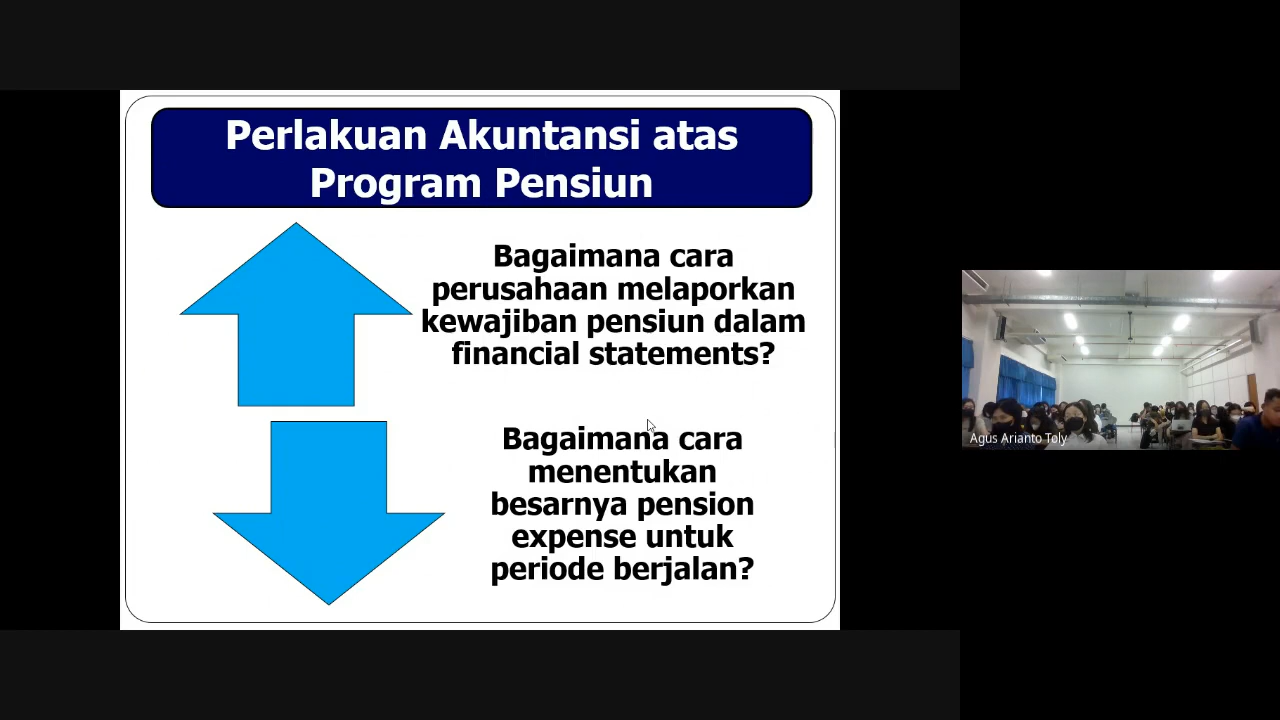 Perlakuan Akuntansi atas
Program Pensiun
Bagaimana cara
perusahaan melaporkan
kewajiban pensiun dalam
financial statements?
Bagaimana cara
menentukan
besarnya pension
expense untuk
periode berjalan?
Agus Arianto Toly